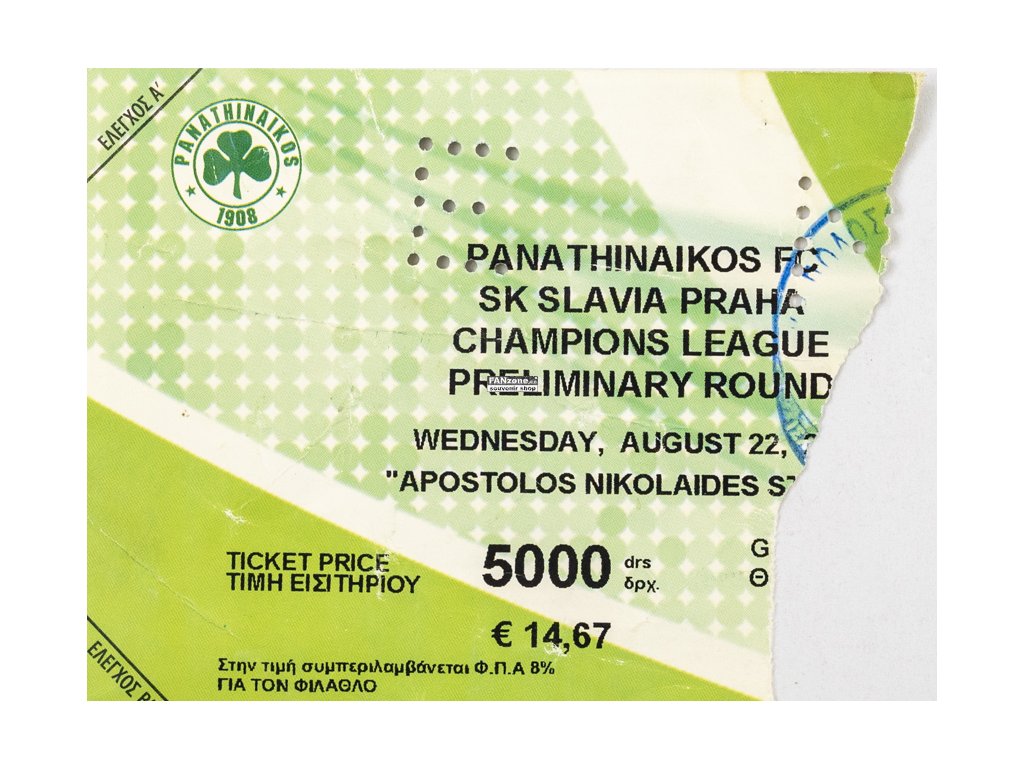 ΕΛΕΓΧΟΣ Α'
PANATHINAIKOS
1908
PANATHINAIKOS FC
SK SLAVIA PRAHA
CHAMPIONS LEAGUE
PRELIMINARY ROUND
FANzone.cz
souvenir shop
WEDNESDAY, AUGUST 22,
"APOSTOLOS NIKOLAIDES
TICKET PRICE
ΤΙΜΗ ΕΙΣΙΤΗΡΙΟΥ
5000 drs
δρχ.
G
Θ
€ 14,67
Στην τιμή συμπεριλαμβάνεται Φ.Π.Α 8%
ΓΙΑ ΤΟΝ ΦΙΛΑΘΛΟ
ΕΛΕΓΧΟΣ